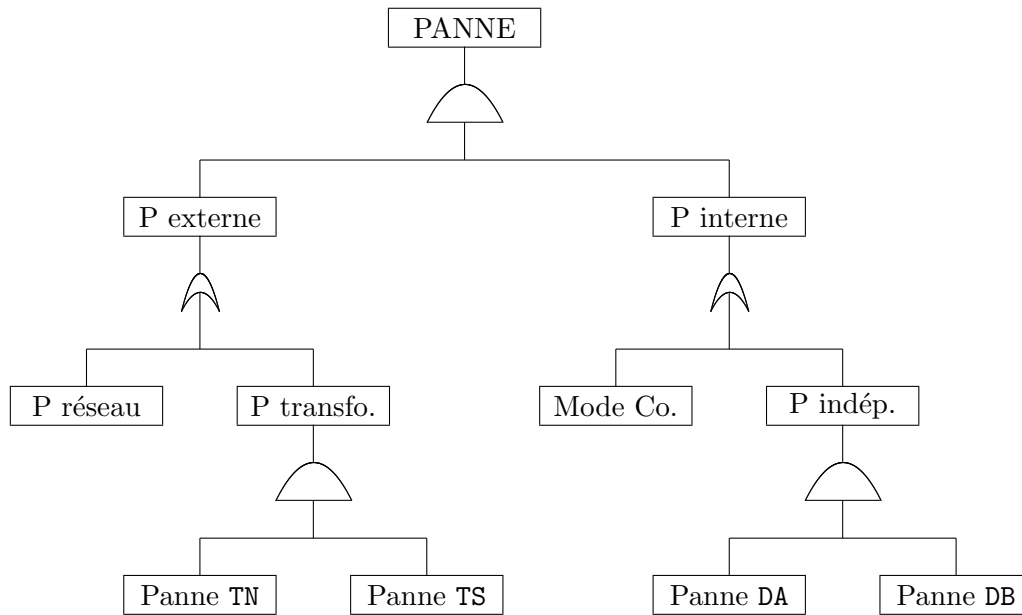 PANNE
P externe
P interne
P réseau
P transfo.
Mode Co.
P indép.
Panne TN
Panne TS
Panne DA
Panne DB